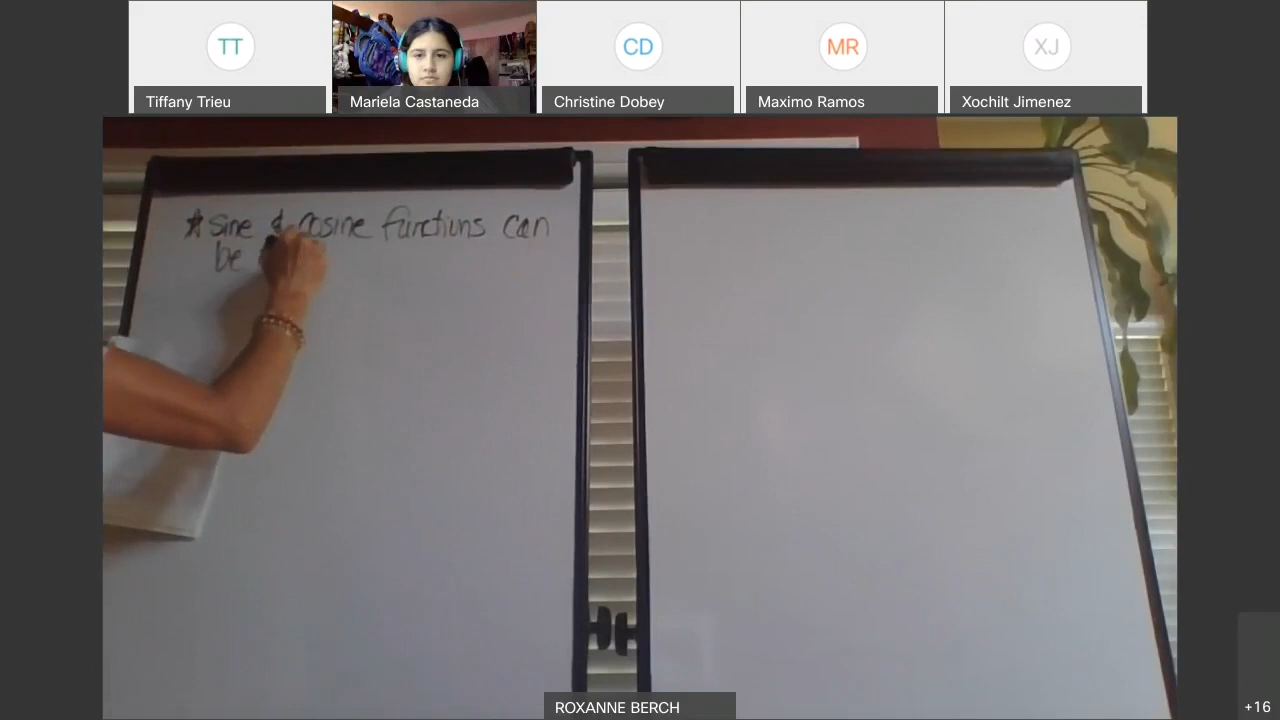 TT
CD
MR
XJ
Tiffany Trieu
Mariela Castaneda
Christine Dobey
Maximo Ramos
Xochilt Jimenez
* Sine & Cosine functions can
be
ROXANNE BERCH
+16